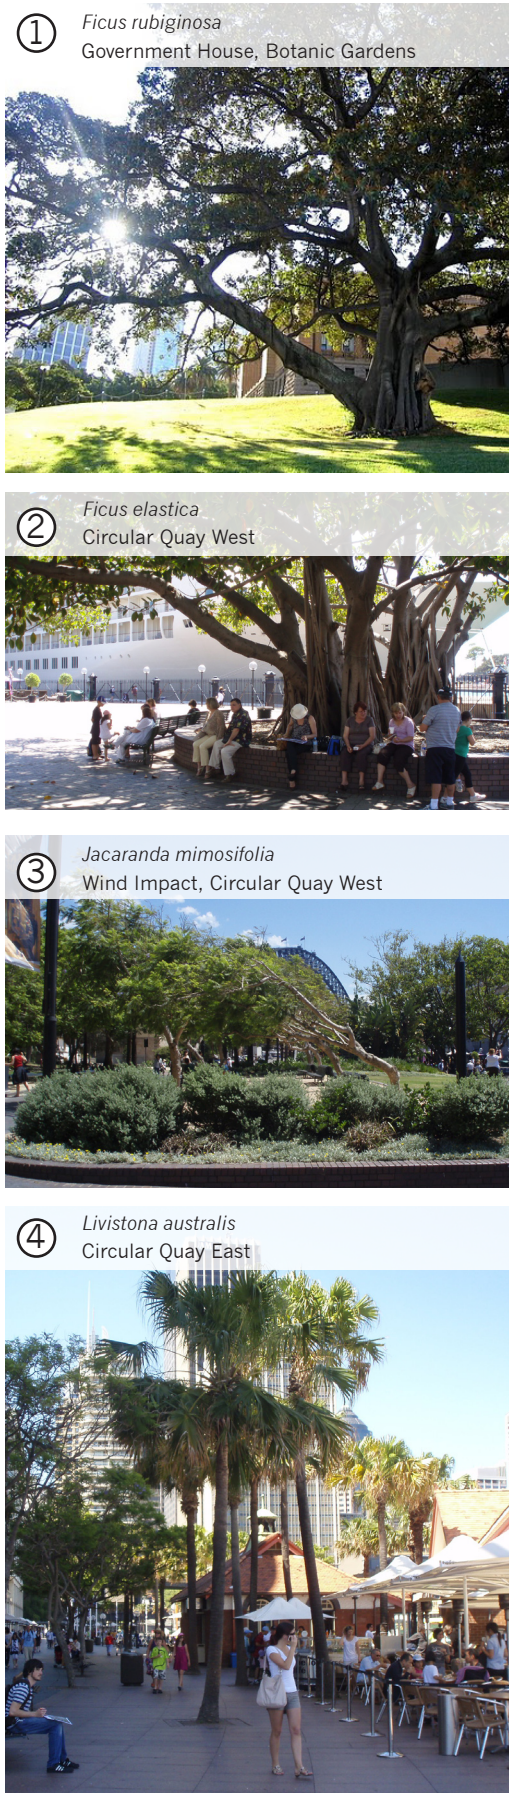 1
Ficus rubiginosa
Government House, Botanic Gardens
2
Ficus elastica
Circular Quay West
3
Jacaranda mimosifolia
Wind Impact, Circular Quay West
4
Livistona australis
Circular Quay East